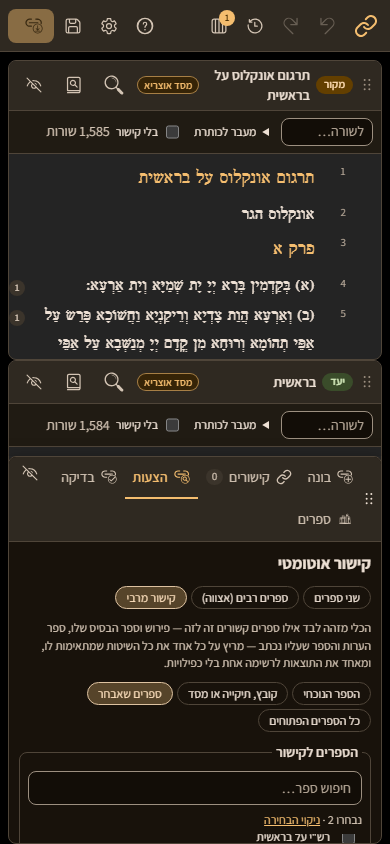 1
מקור
תרגום אונקלוס על בראשית
מסד אוצריא
לשורה...
מעבר לכותרת
בלי קישור
1,585 שורות
1 תרגום אונקלוס על בראשית
2 אונקלוס הגר
3 פרק א
4 (א) בְּקַדְמִין בְּרָא יְיָ יָת שְׁמַיָּא וְיָת אַרְעָא:
1
5 (ב) וְאַרְעָא הֲוַת צָדְיָא וְרֵיקַנְיָא וַחֲשׁוֹכָא פָּרֵשׂ עַל
1
אַפֵּי תְהוֹמָא וְרוּחָא מִן קֳדָם יְיָ מְנַשְּׁבָא עַל אַפֵּי
יעד
בראשית
מסד אוצריא
לשורה...
מעבר לכותרת
בלי קישור
1,584 שורות
בונה
קישורים
0
הצעות
בדיקה
ספרים
קישור אוטומטי
שני ספרים
ספרים רבים (אצווה)
קישור מרבי
הכלי מזהה לבד אילו ספרים קשורים זה לזה — פירוש וספר הבסיס שלו, ספר
הערות והספר שעליו נכתב — מריץ על כל אחד את כל השיטות שמתאימות לו,
ומאחד את התוצאות לרשימה אחת בלי כפילויות.
הספר הנוכחי
קובץ, תיקייה או מסד
ספרים שאבחר
כל הספרים הפתוחים
הספרים לקישור
חיפוש ספר...
נבחרו 2 · ניקוי הבחירה
רש״י על בראשית